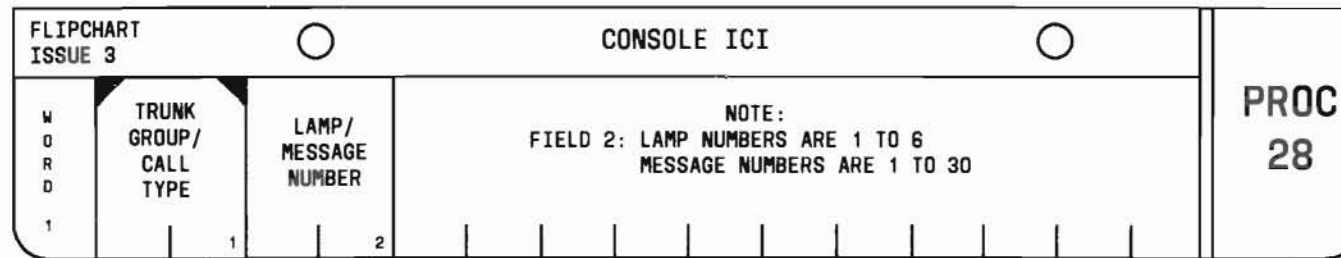 FLIPCHART
ISSUE 3
CONSOLE ICI
PROC
28
WORD 1
TRUNK
GROUP/
CALL
TYPE
1
LAMP/
MESSAGE
NUMBER
2
NOTE:
FIELD 2: LAMP NUMBERS ARE 1 TO 6
MESSAGE NUMBERS ARE 1 TO 30